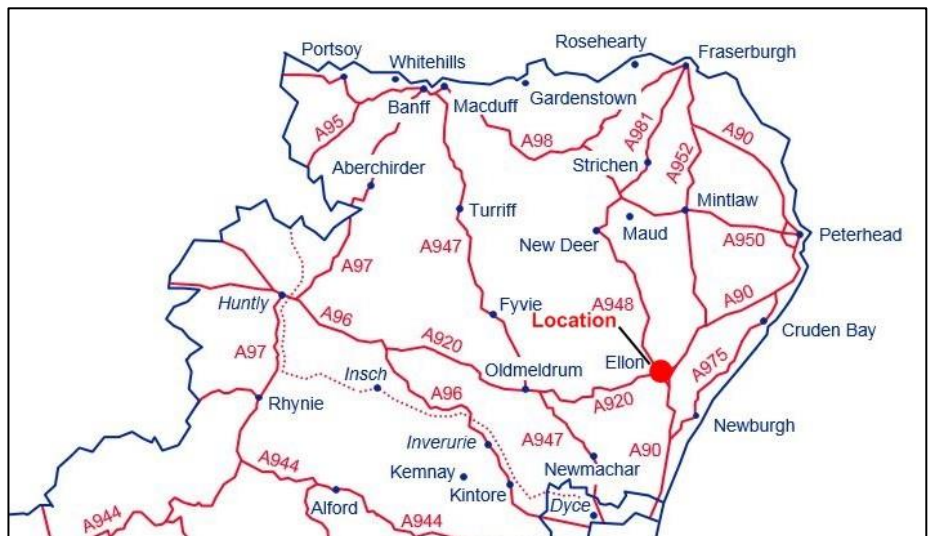 Rosehearty
Portsoy
Fraserburgh
Whitehills
Banff
Macduff
Gardenstown
A95
A98
A981
A90
A952
Strichen
Aberchirder
Mintlaw
Turriff
Maud
New Deer
A947
A950
Peterhead
A97
Huntly
Fyvie
A948
A90
Location
A96
Cruden Bay
A920
Ellon
A97
Insch
Oldmeldrum
A975
A96
A920
Rhynie
Newburgh
Inverurie
A947
A90
A944
Kemnay
Newmachar
Kintore
Alford
Dyce
A944
A944